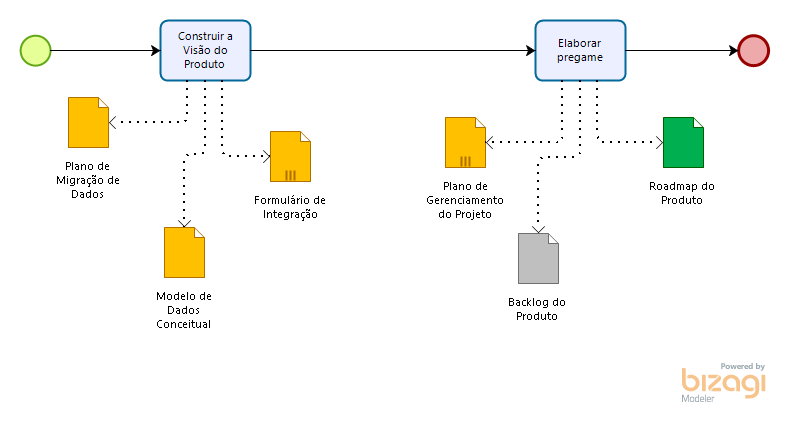 Construir a
Visão do
Produto
Elaborar
pregame
Plano de
Migração de
Dados
Formulário de
Integração
Modelo de
Dados
Conceitual
Plano de
Gerenciamento
do Projeto
Roadmap do
Produto
Backlog do
Produto
Powered by
bizagi
Modeler